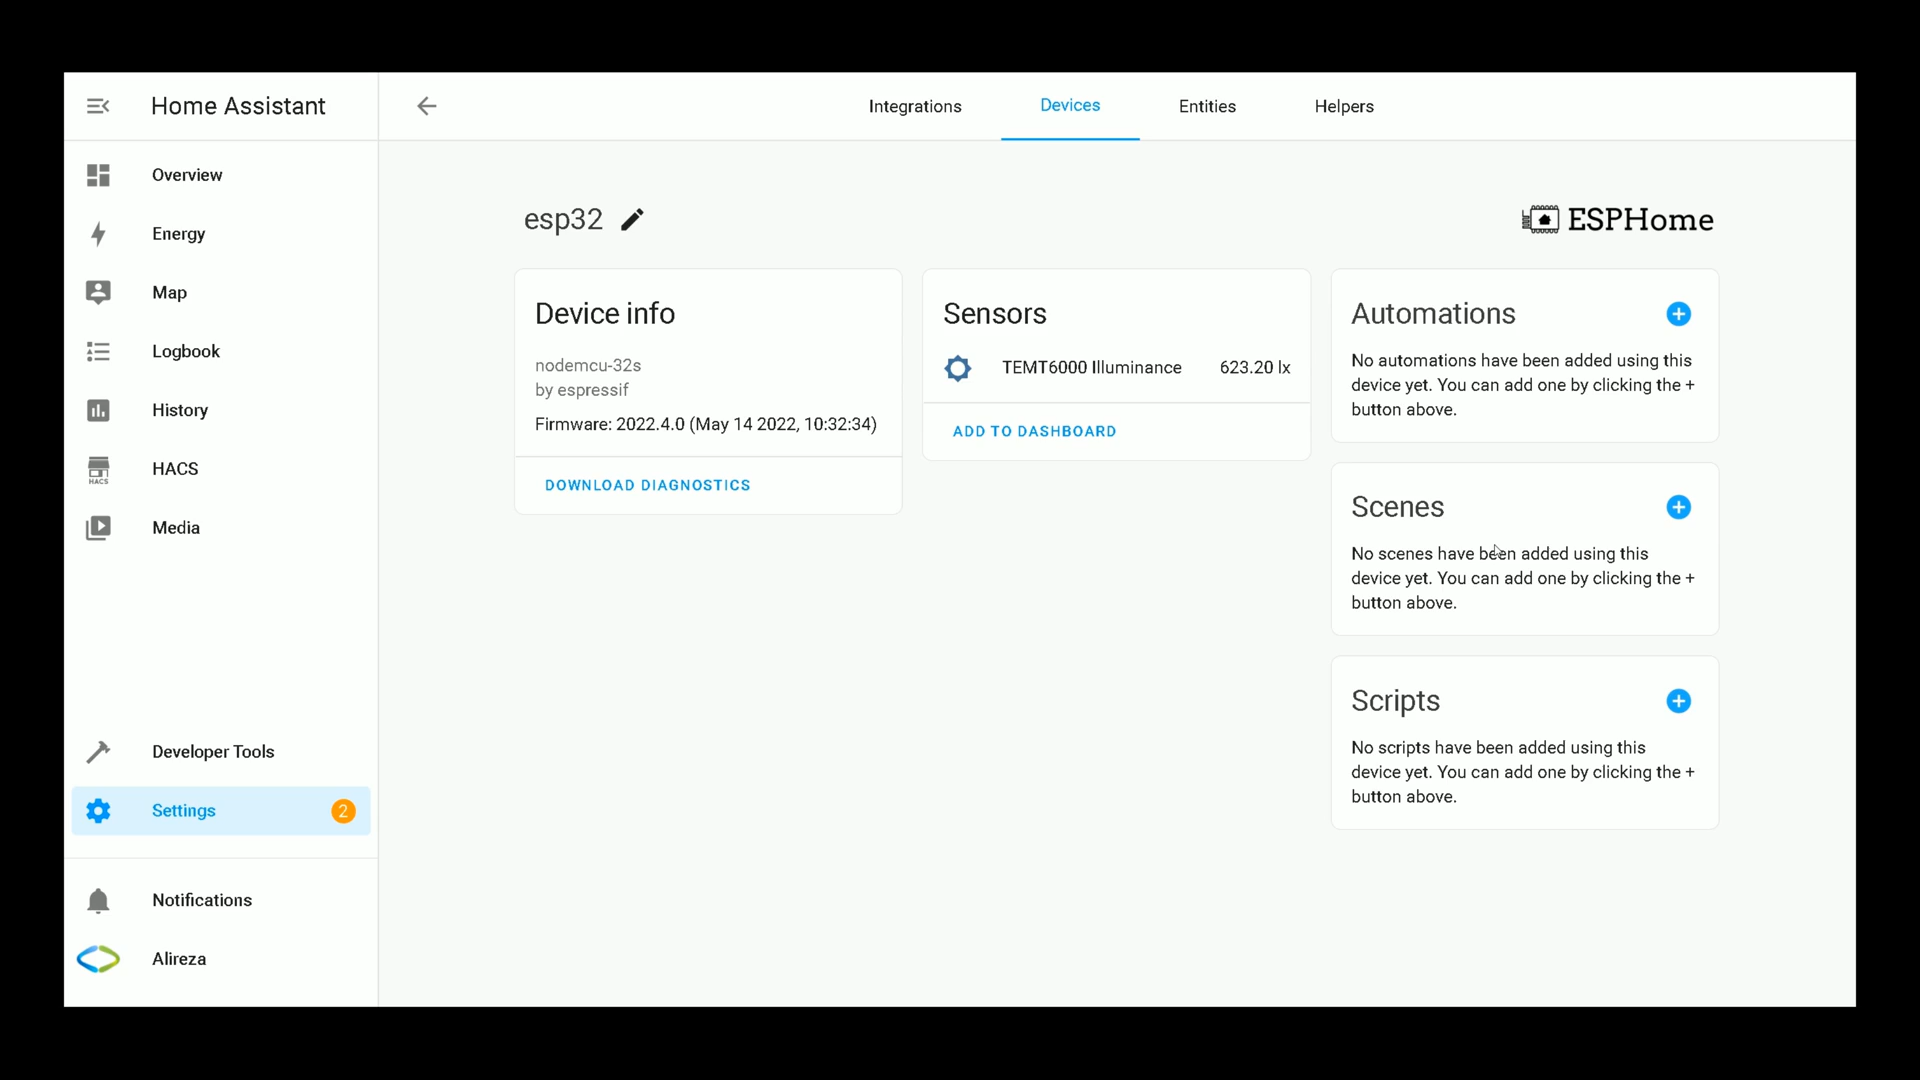 Home Assistant
Integrations
Devices
Entities
Helpers
Overview
Energy
Map
Logbook
History
HACS
HACS
Media
Developer Tools
Settings
2
Notifications
Alireza
esp32
ESPHome
Device info
nodemcu-32s
by espressif
Firmware: 2022.4.0 (May 14 2022, 10:32:34)
DOWNLOAD DIAGNOSTICS
Sensors
TEMT6000 Illuminance 623.20 lx
ADD TO DASHBOARD
Automations
No automations have been added using this
device yet. You can add one by clicking the +
button above.
Scenes
No scenes have been added using this
device yet. You can add one by clicking the +
button above.
Scripts
No scripts have been added using this
device yet. You can add one by clicking the +
button above.